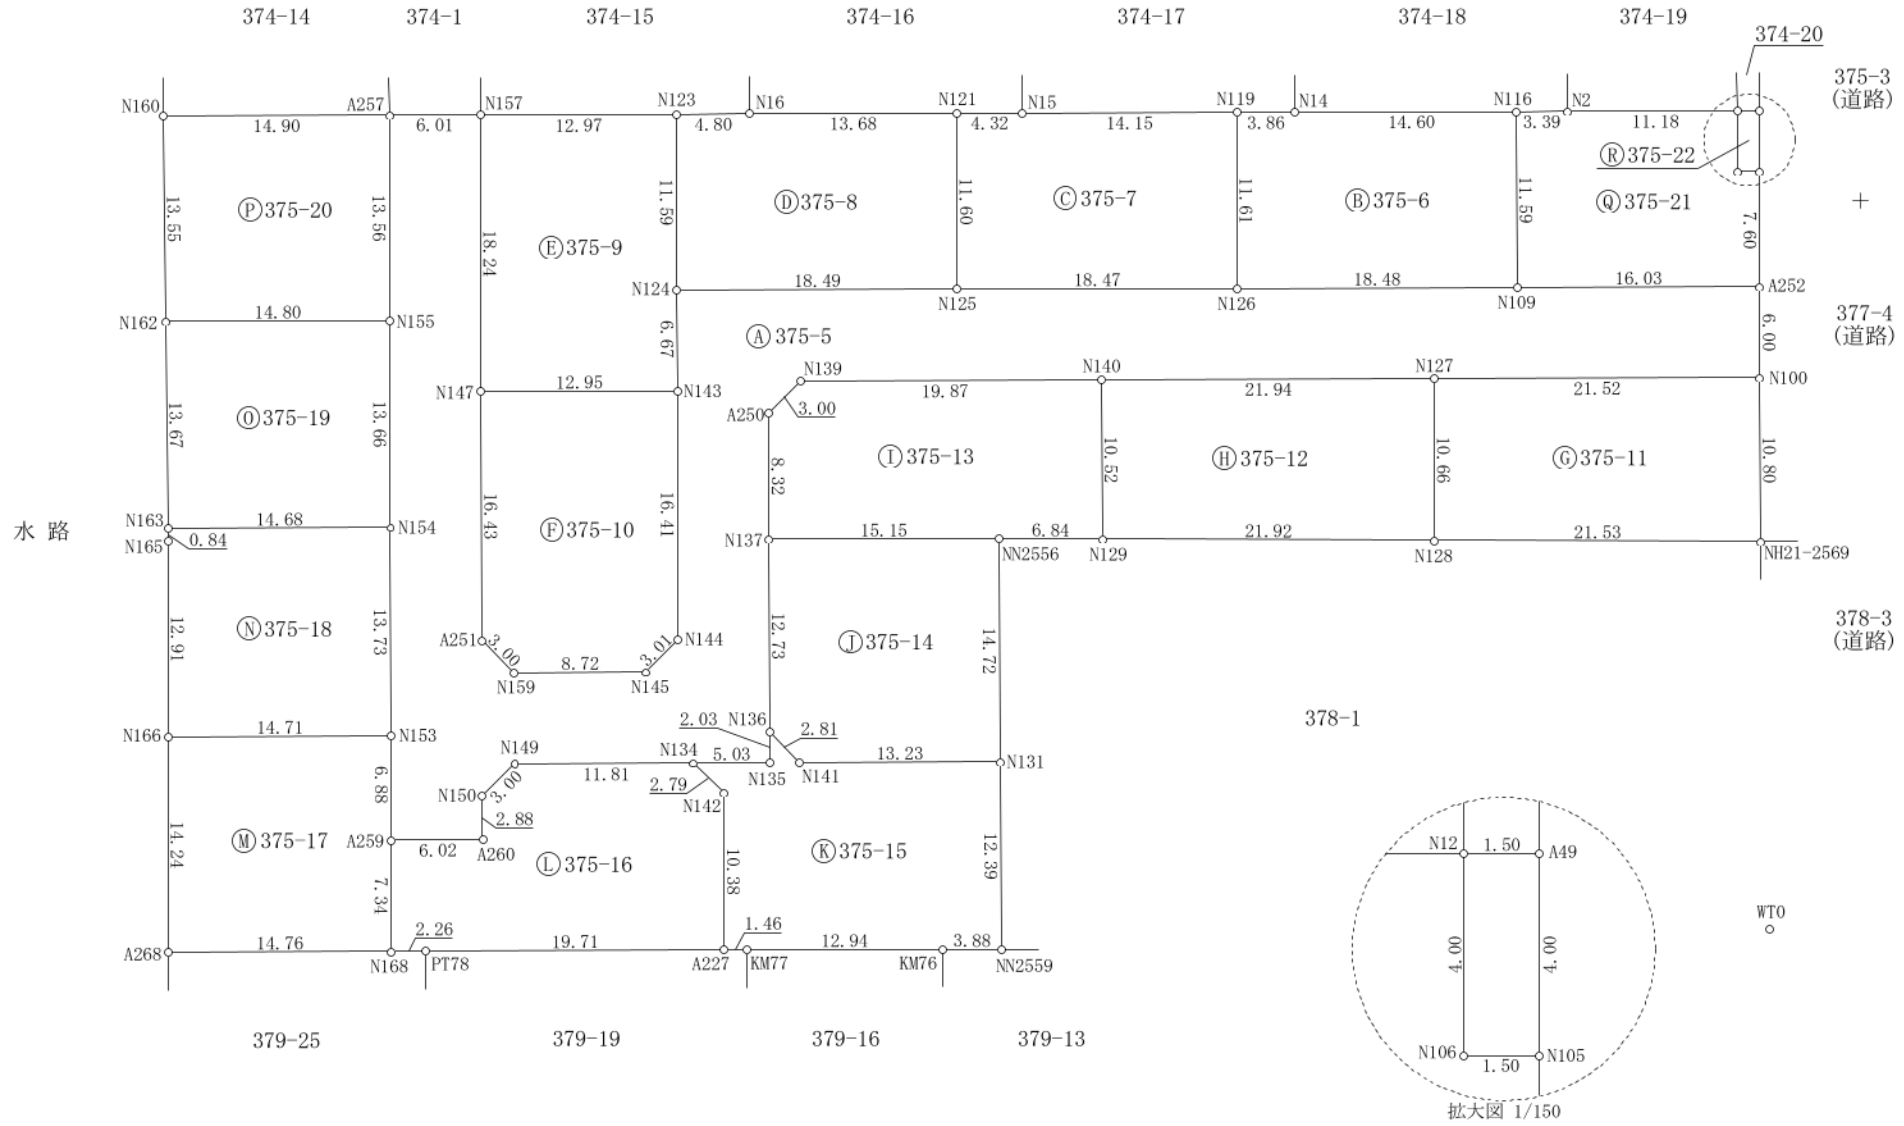 374-14 374-1 374-15 374-16 374-17 374-18 374-19
374-20
375-3
(道路)
N160 A257 N157 N123 N16 N121 N15 N119 N14 N116 N2
14.90 6.01 12.97 4.80 13.68 4.32 14.15 3.86 14.60 3.39 11.18
Ⓡ375-22
13.55 Ⓟ375-20 13.56 18.24 Ⓔ375-9 11.59 Ⓓ375-8 11.60 Ⓒ375-7 11.61 Ⓑ375-6 11.59 Ⓠ375-21 7.60
N124 18.49 N125 18.47 N126 18.48 N109 16.03 A252
N162 14.80 N155
6.67 Ⓐ375-5 6.00
377-4
(道路)
N147 12.95 N143
N139 19.87 N140 21.94 N127 21.52 N100
A250 3.00
13.67 Ⓞ375-19 13.66
8.32 Ⓘ375-13 10.52 Ⓗ375-12 10.66 Ⓖ375-11 10.80
水路
N163 14.68 N154
N165 0.84
16.43 Ⓕ375-10 16.41
N137 15.15 NN2556 6.84 N129 21.92 N128 21.53 NH21-2569
12.91 Ⓝ375-18 13.73
A251 3.00 N159 8.72 N145 3.01 N144
12.73 Ⓙ375-14 14.72
378-3
(道路)
378-1
N166 14.71 N153
2.03 N136 2.81
N149 11.81 N134 5.03 N135 N141 13.23 N131
N150 3.00 2.79 N142
6.88 2.88
A259 6.02 A260
14.24 Ⓜ375-17 7.34 Ⓛ375-16 10.38 Ⓚ375-15 12.39
A268 14.76 N168 2.26 PT78 19.71 A227 1.46 KM77 12.94 KM76 3.88 NN2559
379-25 379-19 379-16 379-13
N12 1.50 A49
4.00 4.00
N106 1.50 N105
拡大図 1/150
WT0